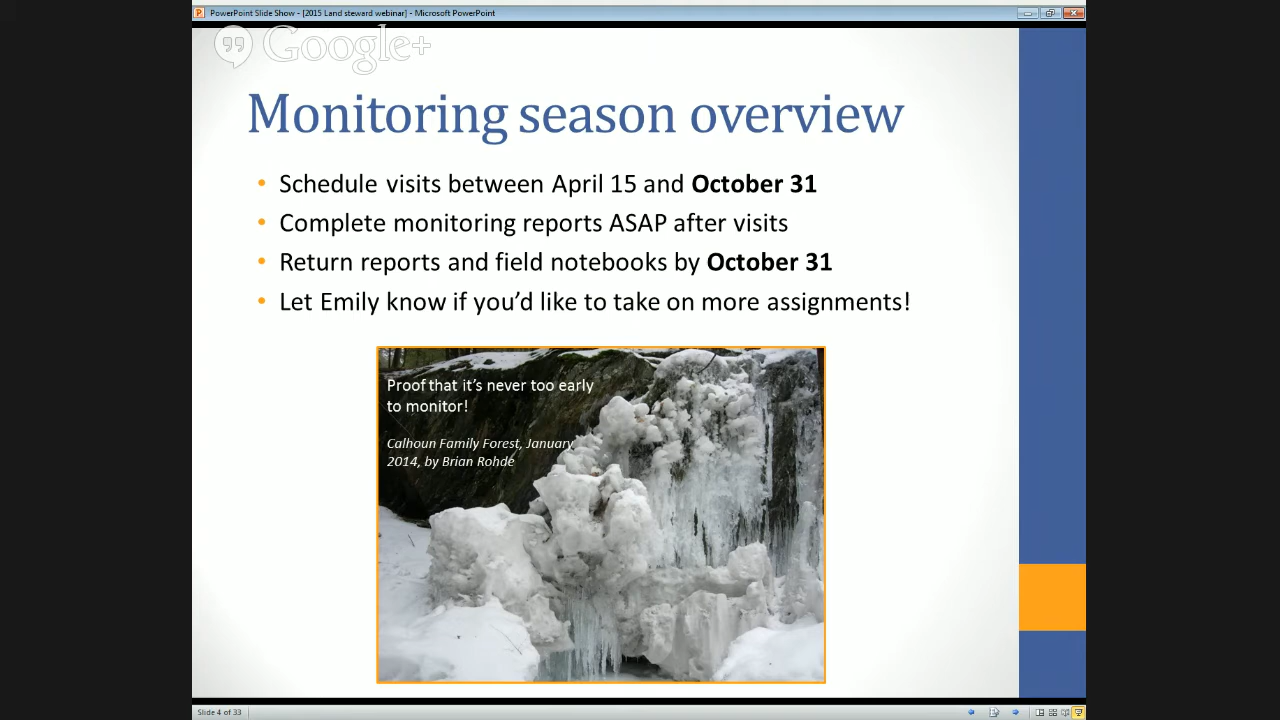 PowerPoint Slide Show - [2015 Land steward webinar] - Microsoft PowerPoint
Google+
Monitoring season overview
• Schedule visits between April 15 and October 31
• Complete monitoring reports ASAP after visits
• Return reports and field notebooks by October 31
• Let Emily know if you'd like to take on more assignments!
Proof that it's never too early
to monitor!
Calhoun Family Forest, January
2014, by Brian Rohde
Slide 4 of 33